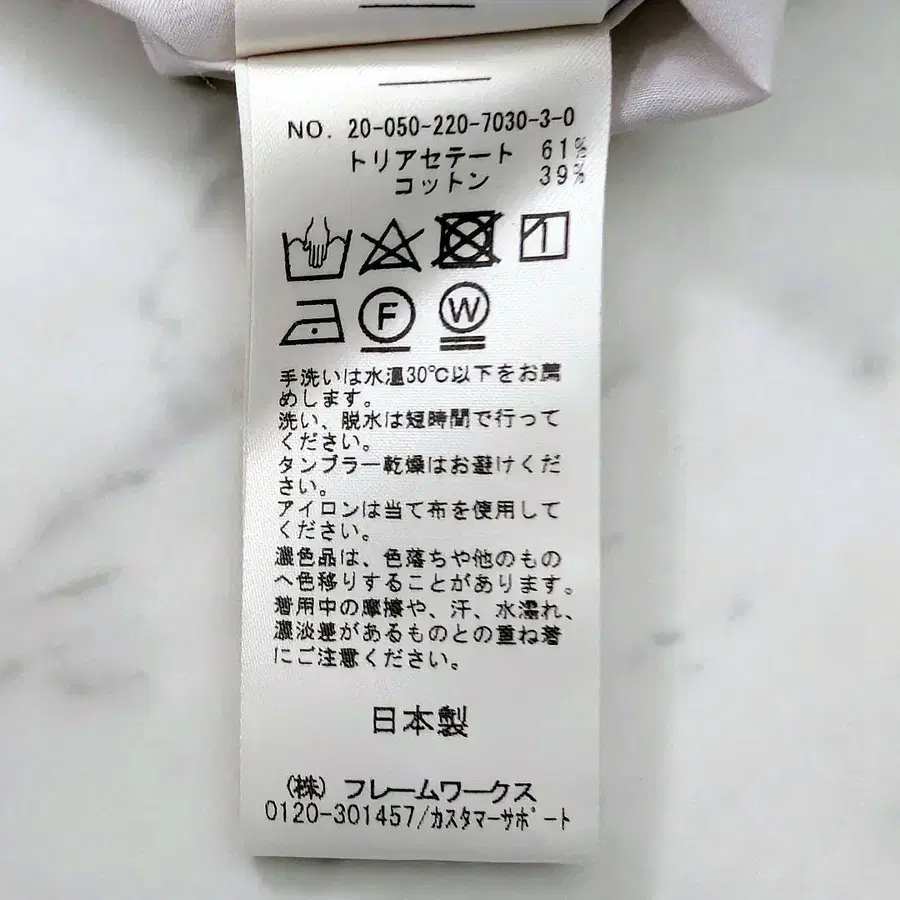 NO. 20-050-220-7030-3-0
トリアセテート 61%
コットン 39%
F W
手洗いは水温30℃以下をお薦
めします。
洗い、脱水は短時間で行って
ください。
タンブラー乾燥はお避けくだ
さい。
アイロンは当て布を使用して
ください。
濃色品は、色落ちや他のもの
へ色移りすることがあります。
着用中の摩擦や、汗、水濡れ、
濃淡差があるものとの重ね着
にご注意ください。
日本製
(株) フレームワークス
0120-301457/カスタマーサポート